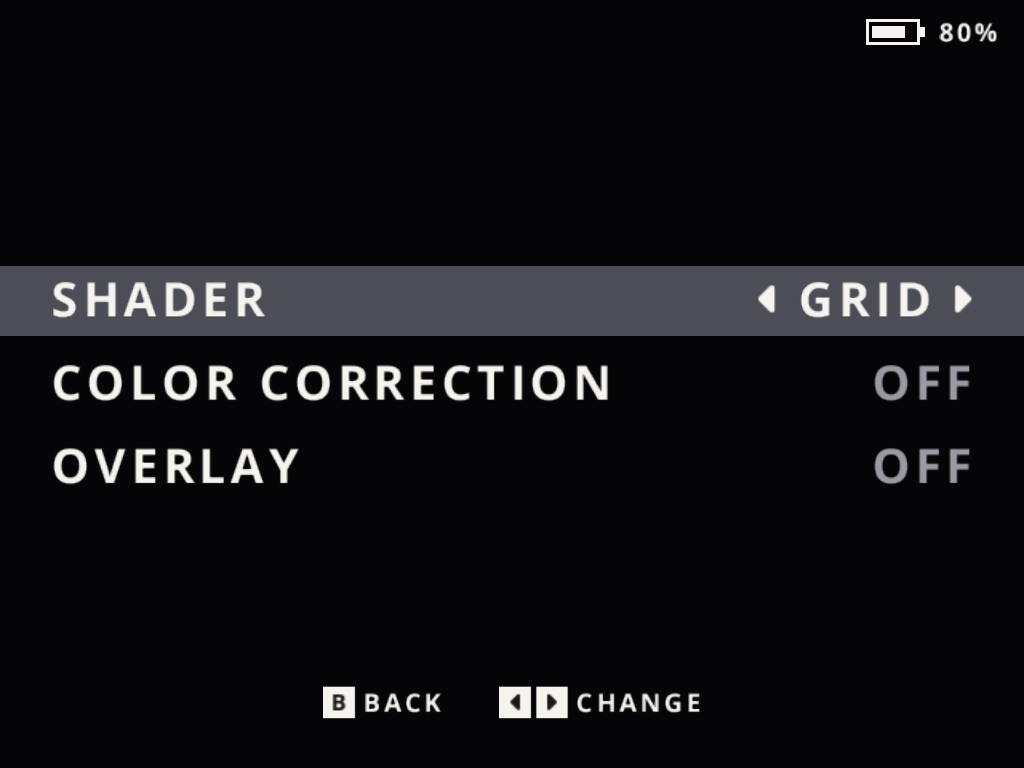 80%
SHADER GRID
COLOR CORRECTION OFF
OVERLAY OFF
B BACK CHANGE